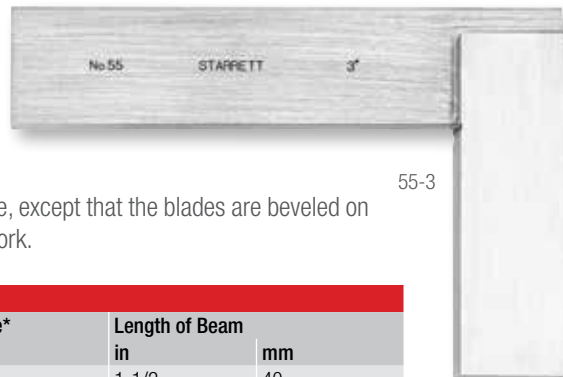 No 55 STARRETT 3"
55-3
e, except that the blades are beveled on
ork.
e* Length of Beam
in mm
1-1/2 40